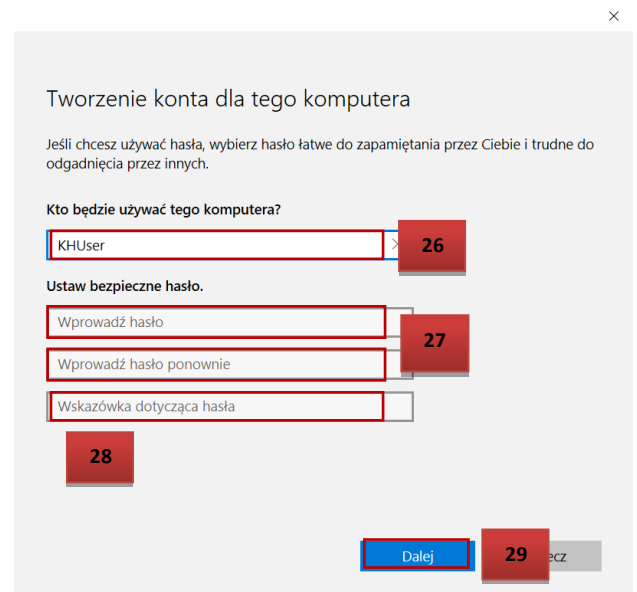 Tworzenie konta dla tego komputera
Jeśli chcesz używać hasła, wybierz hasło łatwe do zapamiętania przez Ciebie i trudne do
odgadnięcia przez innych.
Kto będzie używać tego komputera?
KHUser
26
Ustaw bezpieczne hasło.
Wprowadź hasło
27
Wprowadź hasło ponownie
Wskazówka dotycząca hasła
28
Dalej
29